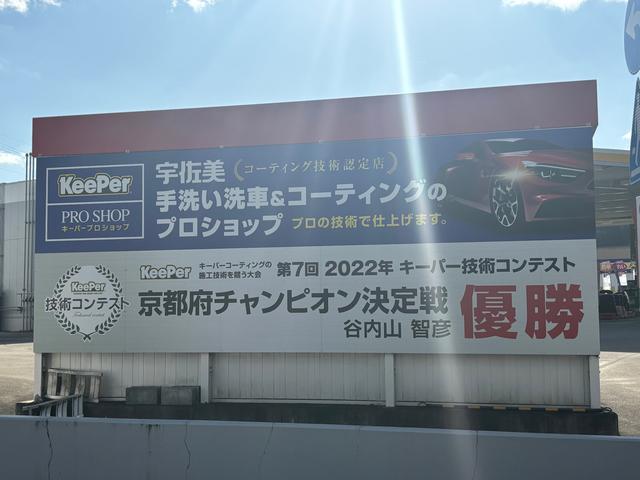 KeePer
PRO SHOP
キーパープロショップ
宇佐美 (コーティング技術認定店)
手洗い洗車&コーティングの
プロショップ プロの技術で仕上げます。
KeePer
技術コンテスト
Technical contest
KeePer キーパーコーティングの
施工技術を競う大会
第7回 2022年 キーパー技術コンテスト
京都府チャンピオン決定戦 優勝
谷内山 智彦